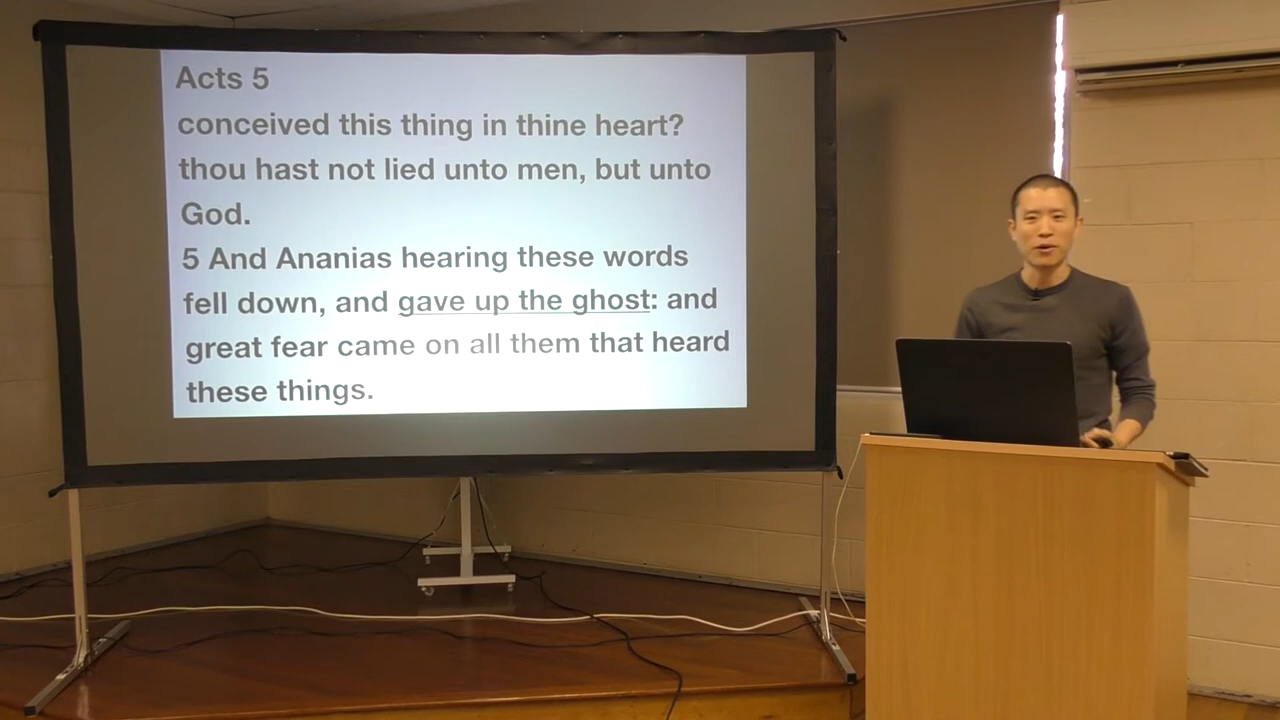 Acts 5
conceived this thing in thine heart?
thou hast not lied unto men, but unto
God.
5 And Ananias hearing these words
fell down, and gave up the ghost: and
great fear came on all them that heard
these things.